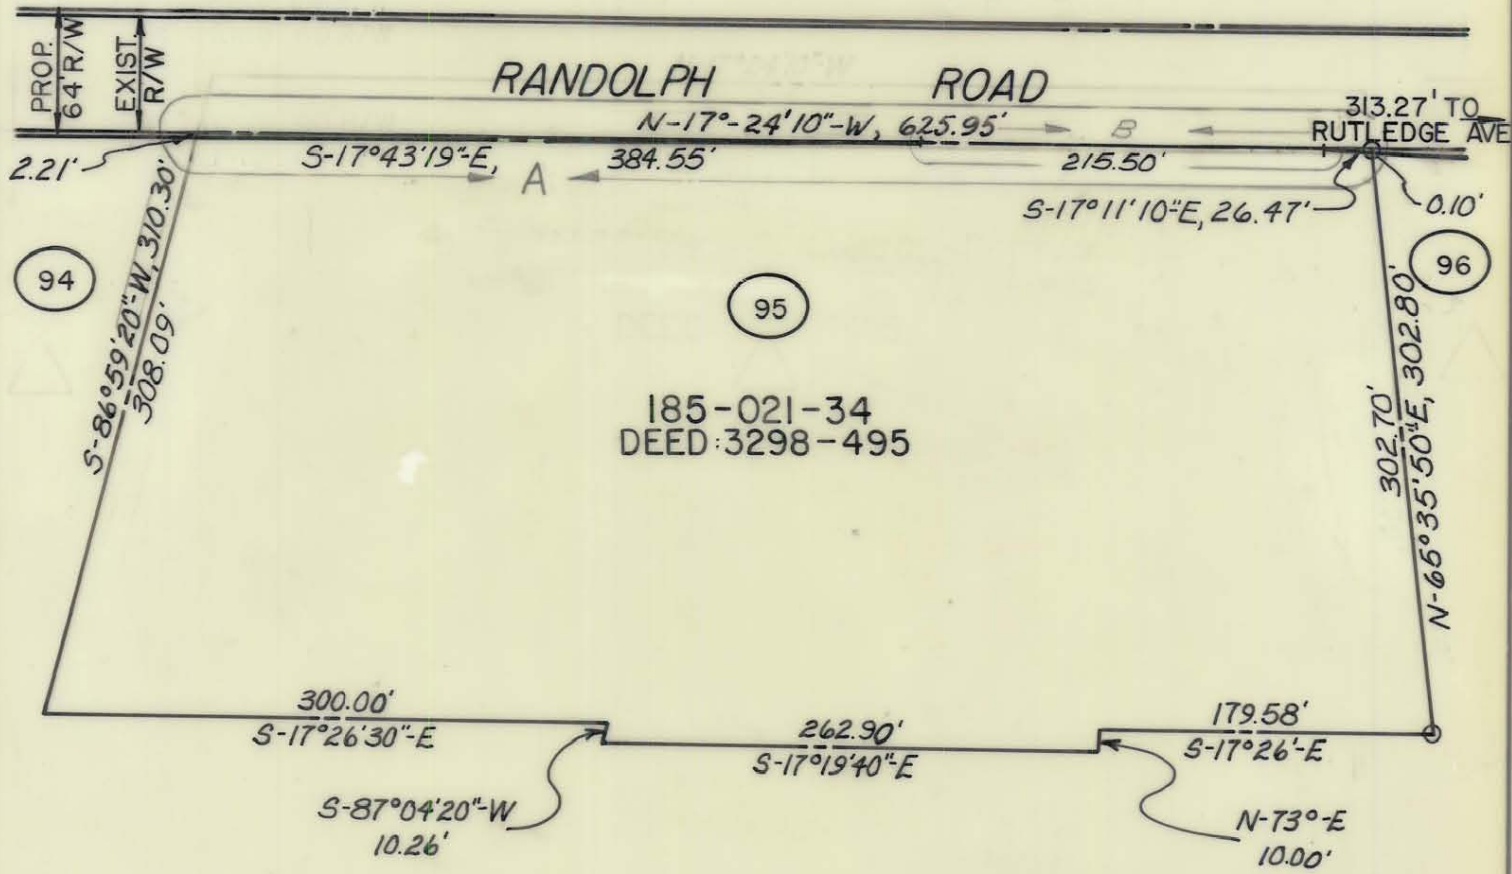 PROP.
64' R/W
EXIST.
R/W
RANDOLPH ROAD
N-17°-24'10"-W, 625.95'
B
313.27' TO
RUTLEDGE AVE
2.21'
S-17°43'19"-E, 384.55'
A
215.50'
S-17°11'10"-E, 26.47'
0.10'
94
S-86°59'20"-W, 310.30'
308.09'
95
96
185-021-34
DEED:3298-495
302.70'
N-65°35'50"E, 302.80'
300.00'
S-17°26'30"-E
262.90'
S-17°19'40"-E
179.58'
S-17°26'-E
S-87°04'20"-W
10.26'
N-73°-E
10.00'